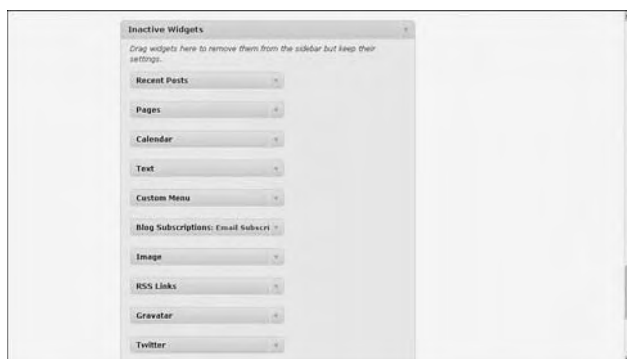 Inactive Widgets
Drag widgets here to remove them from the sidebar but keep their
settings.
Recent Posts
Pages
Calendar
Text
Custom Menu
Blog Subscriptions: Email Subscri
Image
RSS Links
Gravatar
Twitter